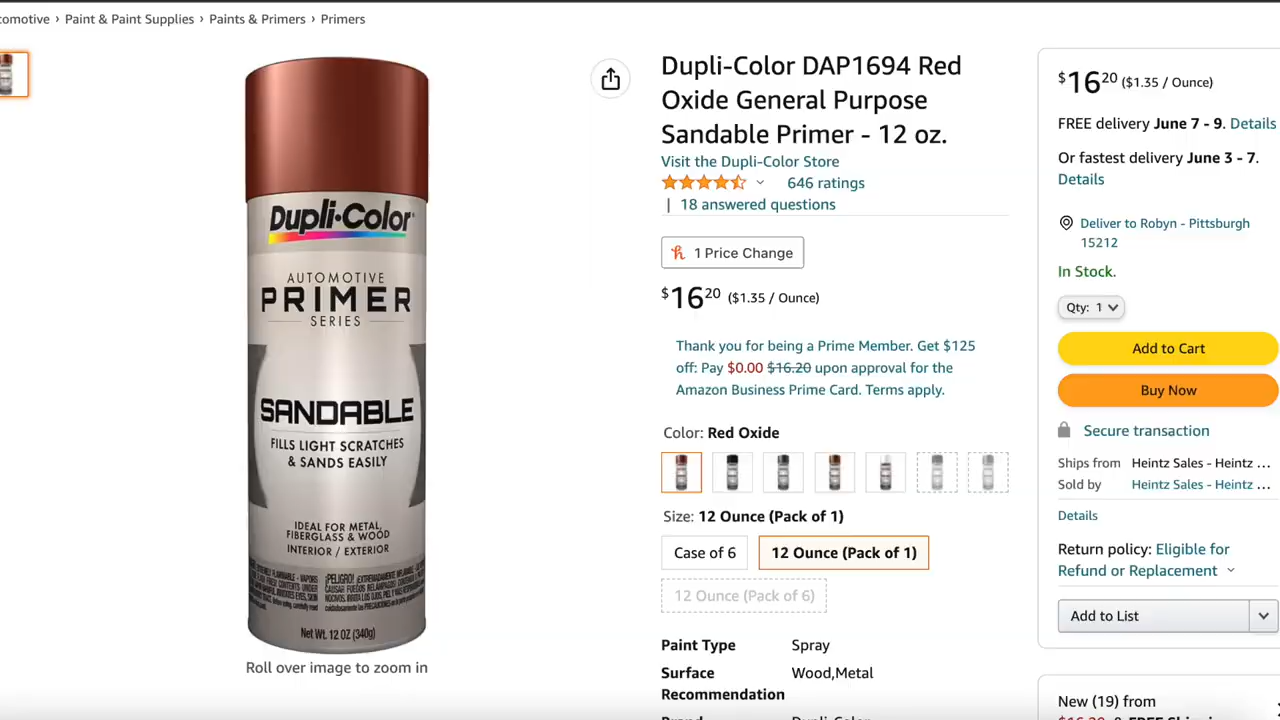 omotive › Paint & Paint Supplies › Paints & Primers › Primers
Dupli-Color
AUTOMOTIVE
PRIMER
SERIES
SANDABLE
FILLS LIGHT SCRATCHES
& SANDS EASILY
IDEAL FOR METAL,
FIBERGLASS & WOOD
INTERIOR / EXTERIOR
Net Wt. 12 OZ (340g)
Roll over image to zoom in
Dupli-Color DAP1694 Red
Oxide General Purpose
Sandable Primer - 12 oz.
Visit the Dupli-Color Store
646 ratings
| 18 answered questions
1 Price Change
$16.20 ($1.35 / Ounce)
Thank you for being a Prime Member. Get $125
off: Pay $0.00 $16.20 upon approval for the
Amazon Business Prime Card. Terms apply.
Color: Red Oxide
Size: 12 Ounce (Pack of 1)
Case of 6
12 Ounce (Pack of 1)
12 Ounce (Pack of 6)
Paint Type Spray
Surface Wood,Metal
Recommendation
Brand Dupli-Color
$16.20 ($1.35 / Ounce)
FREE delivery June 7 - 9. Details
Or fastest delivery June 3 - 7.
Details
Deliver to Robyn - Pittsburgh
15212
In Stock.
Qty: 1
Add to Cart
Buy Now
Secure transaction
Ships from Heintz Sales - Heintz ...
Sold by Heintz Sales - Heintz ...
Details
Return policy: Eligible for
Refund or Replacement
Add to List
New (19) from